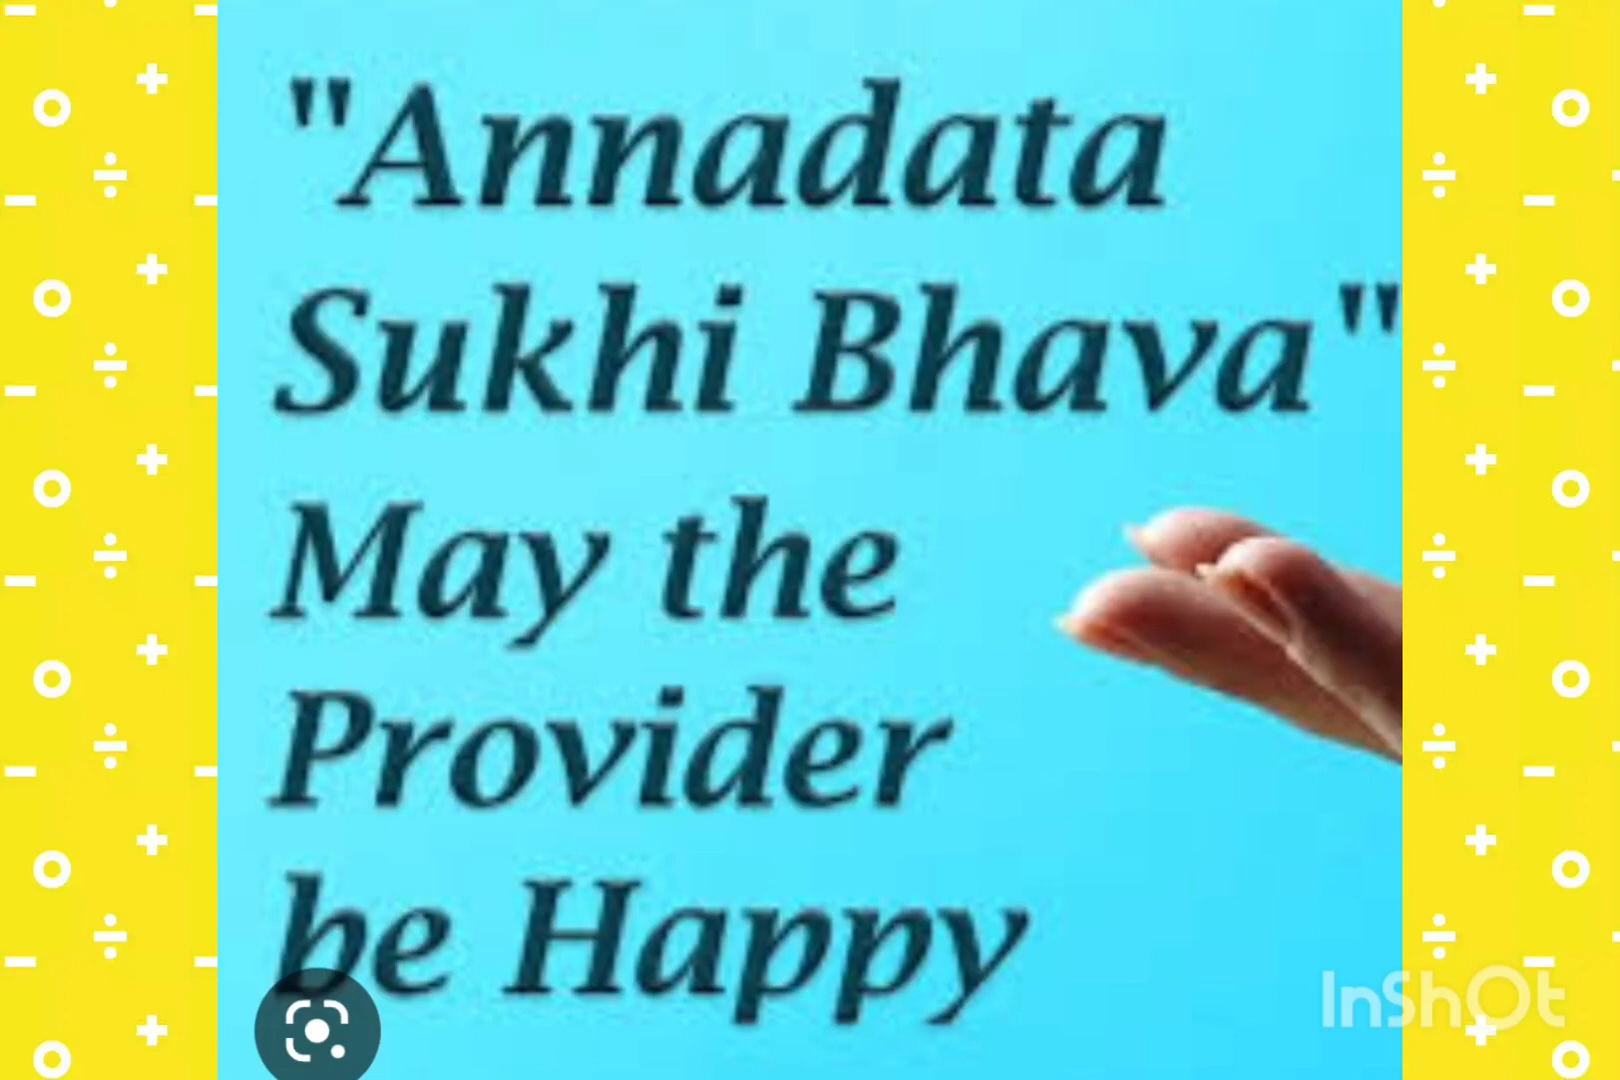 "Annadata
Sukhi Bhava"
May the
Provider
be Happy
InShOt